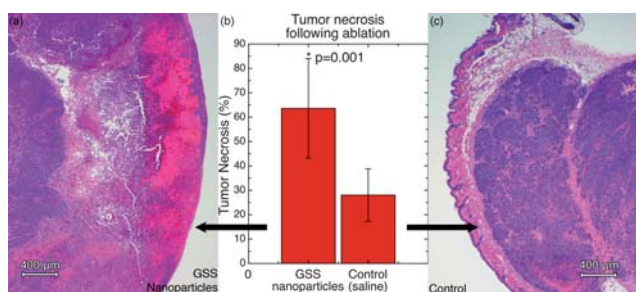 (a)
400 µm
GSS
Nanoparticles
(b)
Tumor necrosis
following ablation
Tumor Necrosis (%)
90
80
70
60
50
40
30
20
10
0
* p=0.001
GSS
nanoparticles
Control
(saline)
(c)
Control
400 µm